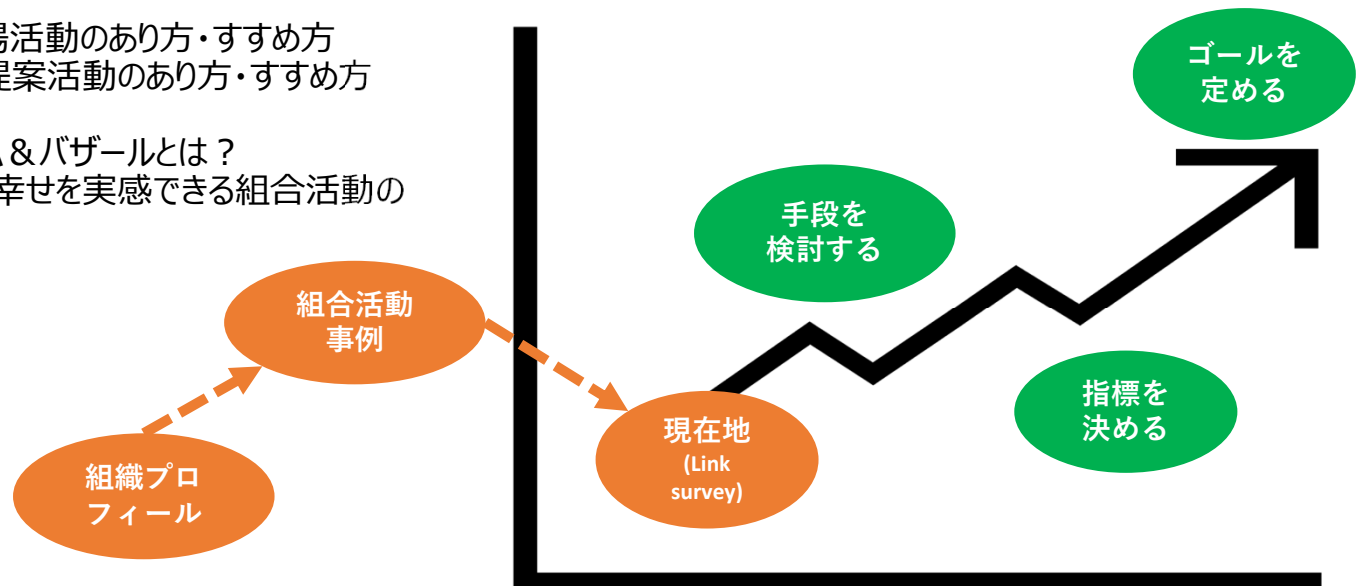 活動のあり方・すすめ方
提案活動のあり方・すすめ方
＆バザールとは？
幸せを実感できる組合活動の
ゴールを
定める
手段を
検討する
組合活動
事例
指標を
決める
現在地
(Link
survey)
組織プロ
フィール